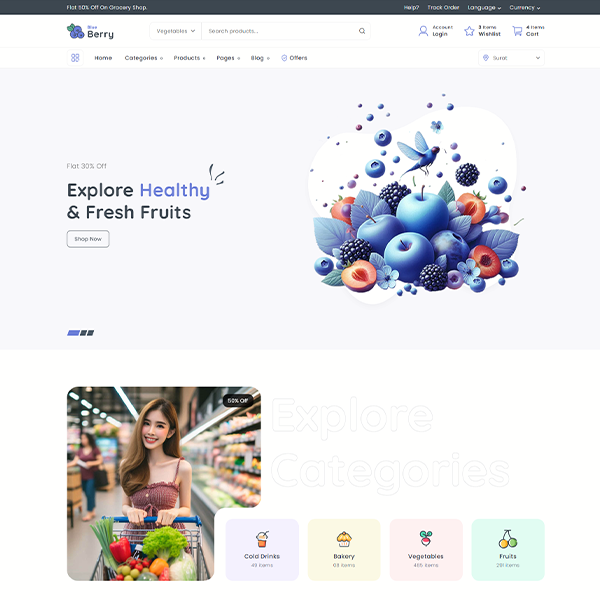 Flat 50% Off On Grocery Shop.
Help?
Track Order
Language
Currency
Blue
Berry
Vegetables
Search products...
Account
Login
3 Items
Wishlist
4 Items
Cart
Home
Categories
Products
Pages
Blog
Offers
Surat
Flat 30% Off
Explore Healthy
& Fresh Fruits
Shop Now
50% Off
Explore
Categories
Cold Drinks
49 items
Bakery
items
Vegetables
485 items
Fruits
291 items